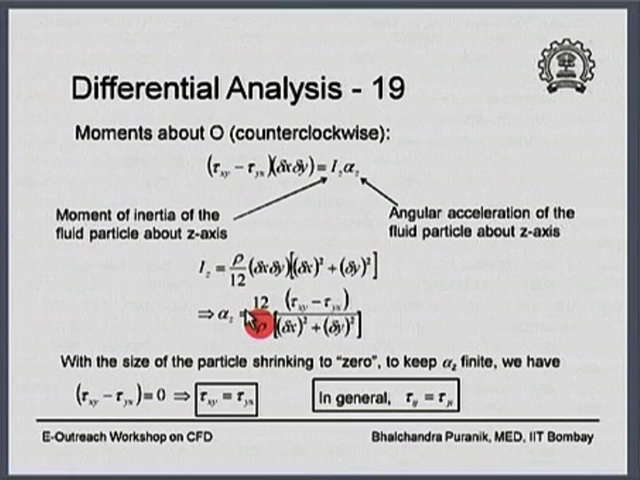 Differential Analysis - 19
Moments about O (counterclockwise):
(τxy − τyx)(δxδy) = Izαz
Moment of inertia of the fluid particle about z-axis
Angular acceleration of the fluid particle about z-axis
Iz = ρ/12 (δxδy)[(δx)² + (δy)²]
⇒ αz = 12/ρ (τxy − τyx)/[(δx)² + (δy)²]
With the size of the particle shrinking to “zero”, to keep αz finite, we have
(τxy − τyx) = 0 ⇒ τxy = τyx
In general, τij = τji
E-Outreach Workshop on CFD
Bhalchandra Puranik, MED, IIT Bombay